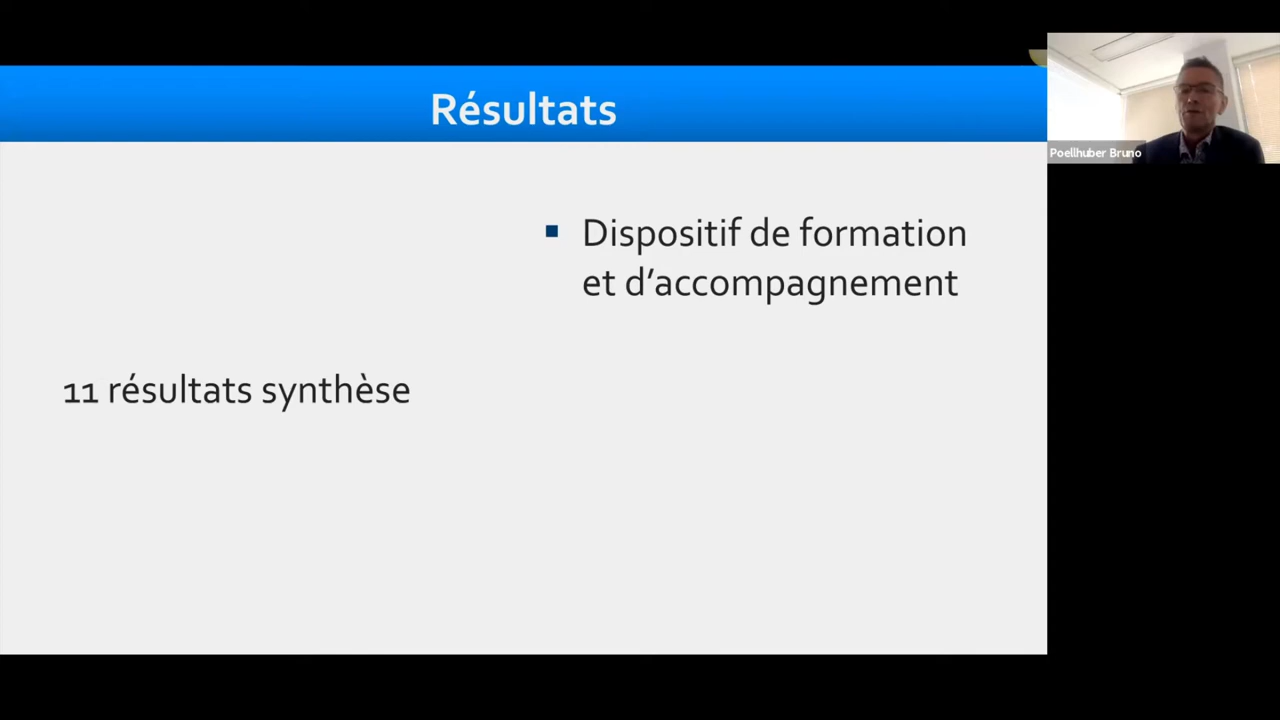 Résultats
Poellhuber Bruno
Dispositif de formation
et d’accompagnement
11 résultats synthèse